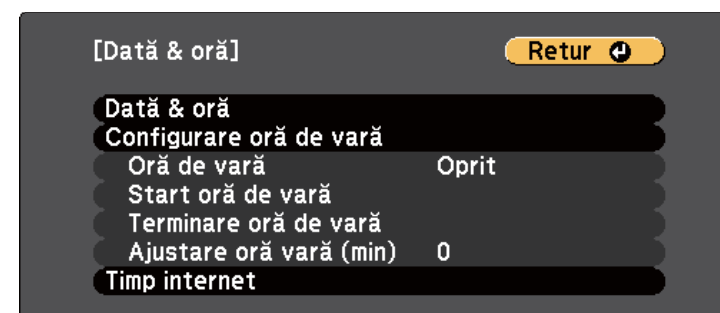 [Dată & oră] Retur
Dată & oră
Configurare oră de vară
Oră de vară Oprit
Start oră de vară
Terminare oră de vară
Ajustare oră vară (min) 0
Timp internet